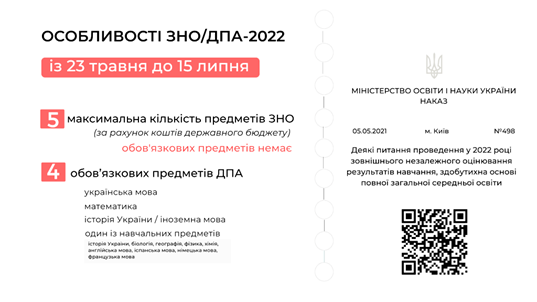 ОСОБЛИВОСТІ ЗНО/ДПА-2022
із 23 травня до 15 липня
5 максимальна кількість предметів ЗНО
(за рахунок коштів державного бюджету)
обов'язкових предметів немає
4 обов'язкових предметів ДПА
українська мова
математика
історія України / іноземна мова
один із навчальних предметів
історія України, біологія, географія, фізика, хімія,
англійська мова, іспанська мова, німецька мова,
французька мова
МІНІСТЕРСТВО ОСВІТИ І НАУКИ УКРАЇНИ
НАКАЗ
05.05.2021 м. Київ №498
Деякі питання проведення у 2022 році
зовнішнього незалежного оцінювання
результатів навчання, здобутихна основі
повної загальної середньої освіти